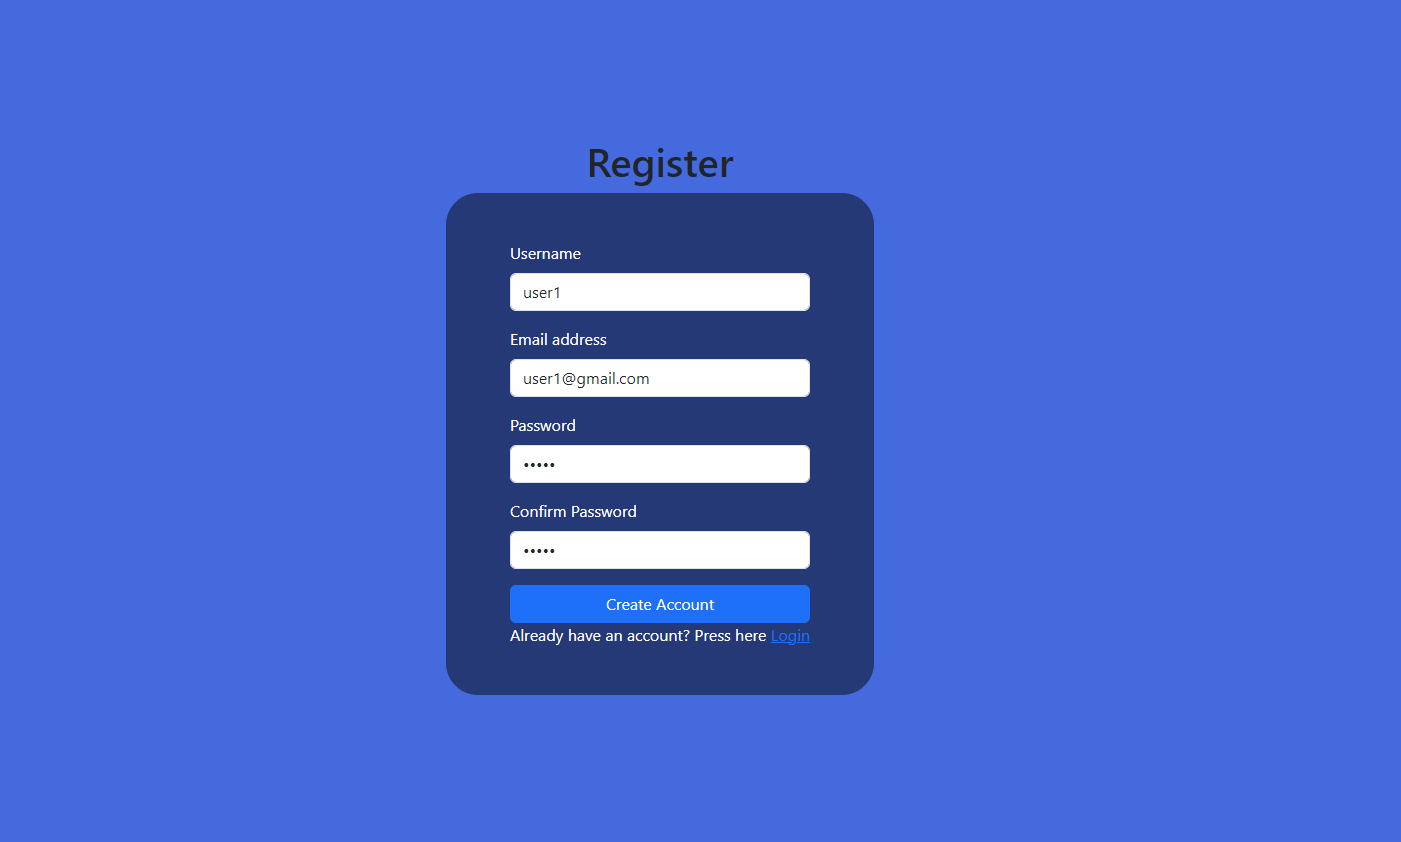 Register
Username
user1
Email address
user1@gmail.com
Password
•••••
Confirm Password
•••••
Create Account
Already have an account? Press here Login